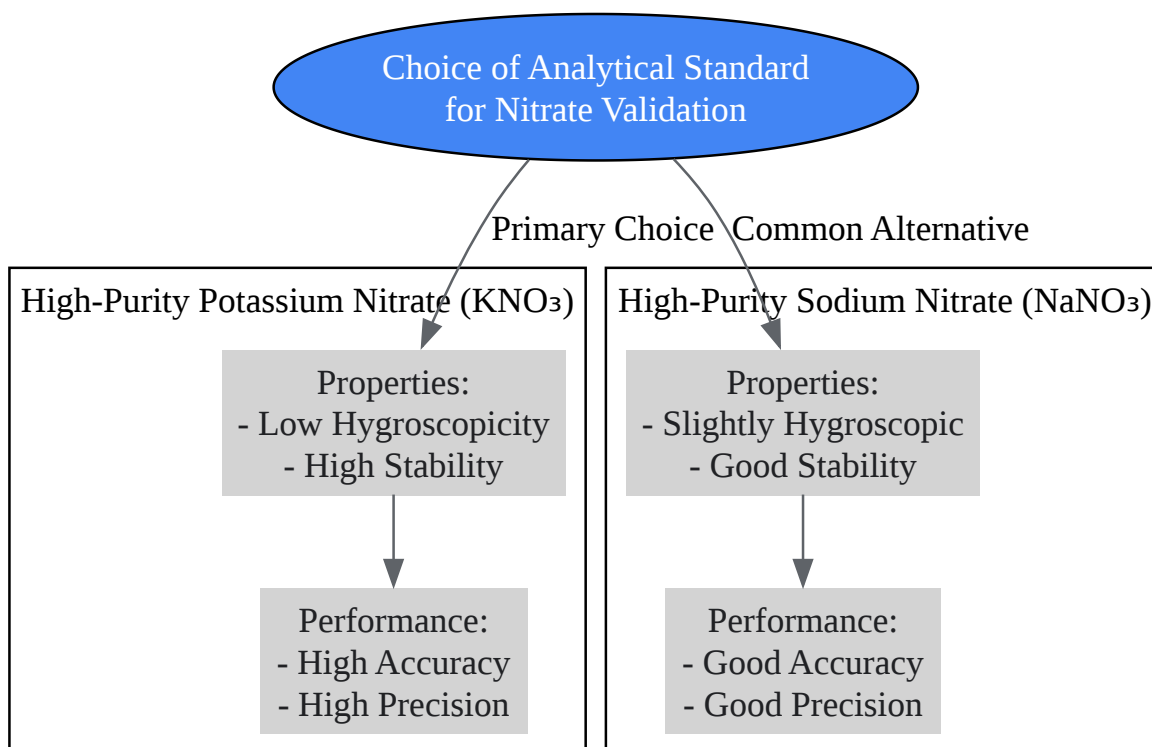 Choice of Analytical Standard
for Nitrate Validation
Primary Choice
Common Alternative
High-Purity Potassium Nitrate (KNO₃)
Properties:
- Low Hygroscopicity
- High Stability
Performance:
- High Accuracy
- High Precision
High-Purity Sodium Nitrate (NaNO₃)
Properties:
- Slightly Hygroscopic
- Good Stability
Performance:
- Good Accuracy
- Good Precision